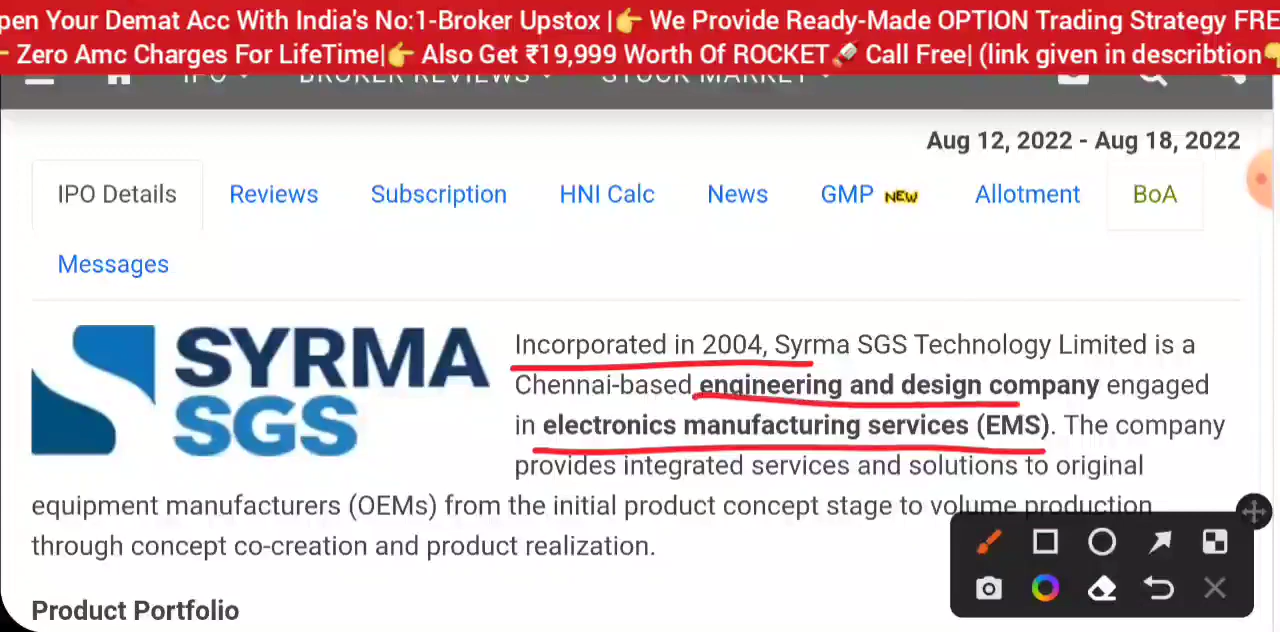 pen Your Demat Acc With India's No:1-Broker Upstox |👉 We Provide Ready-Made OPTION Trading Strategy FRE
Zero Amc Charges For LifeTime|👉 Also Get ₹19,999 Worth Of ROCKET🚀 Call Free| (link given in describtion👇
IPO BROKER REVIEWS STOCK MARKET
Aug 12, 2022 - Aug 18, 2022
IPO Details Reviews Subscription HNI Calc News GMP NEW Allotment BoA
Messages
SYRMA
SGS
Incorporated in 2004, Syrma SGS Technology Limited is a
Chennai-based engineering and design company engaged
in electronics manufacturing services (EMS). The company
provides integrated services and solutions to original
equipment manufacturers (OEMs) from the initial product concept stage to volume production
through concept co-creation and product realization.
Product Portfolio